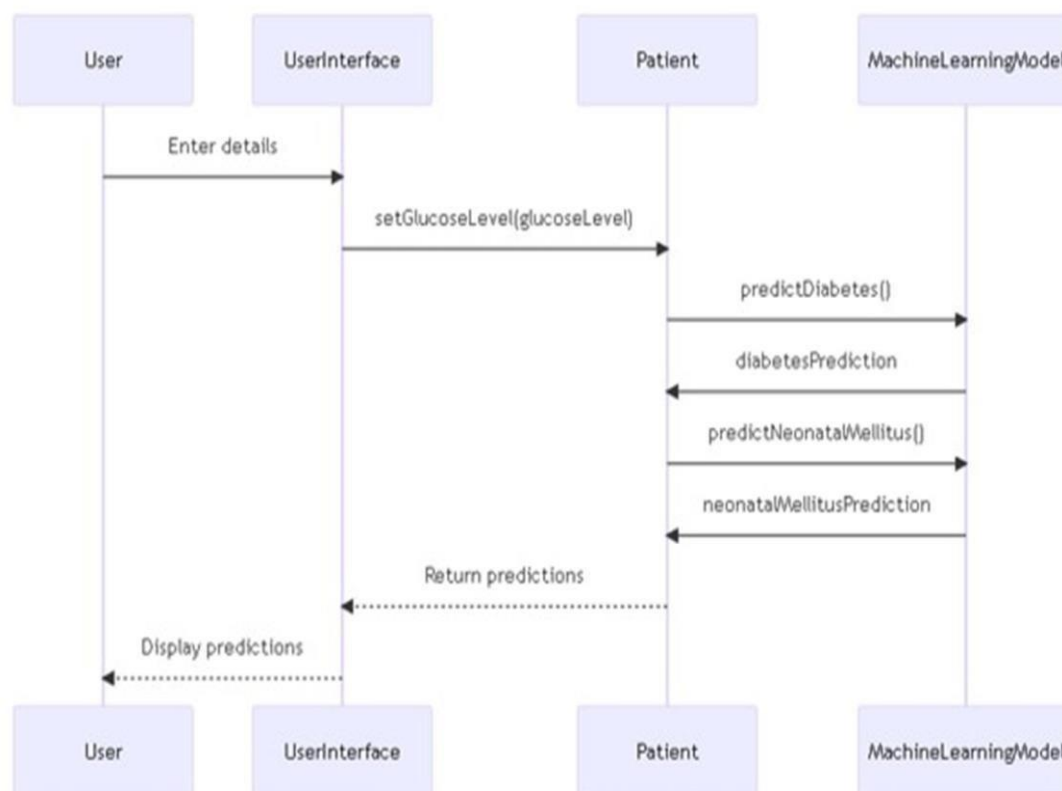 User
UserInterface
Patient
MachineLearningModel
Enter details
setGlucoseLevel(glucoseLevel)
predictDiabetes()
diabetesPrediction
predictNeonatalMellitus()
neonatalMellitusPrediction
Return predictions
Display predictions
User
UserInterface
Patient
MachineLearningModel